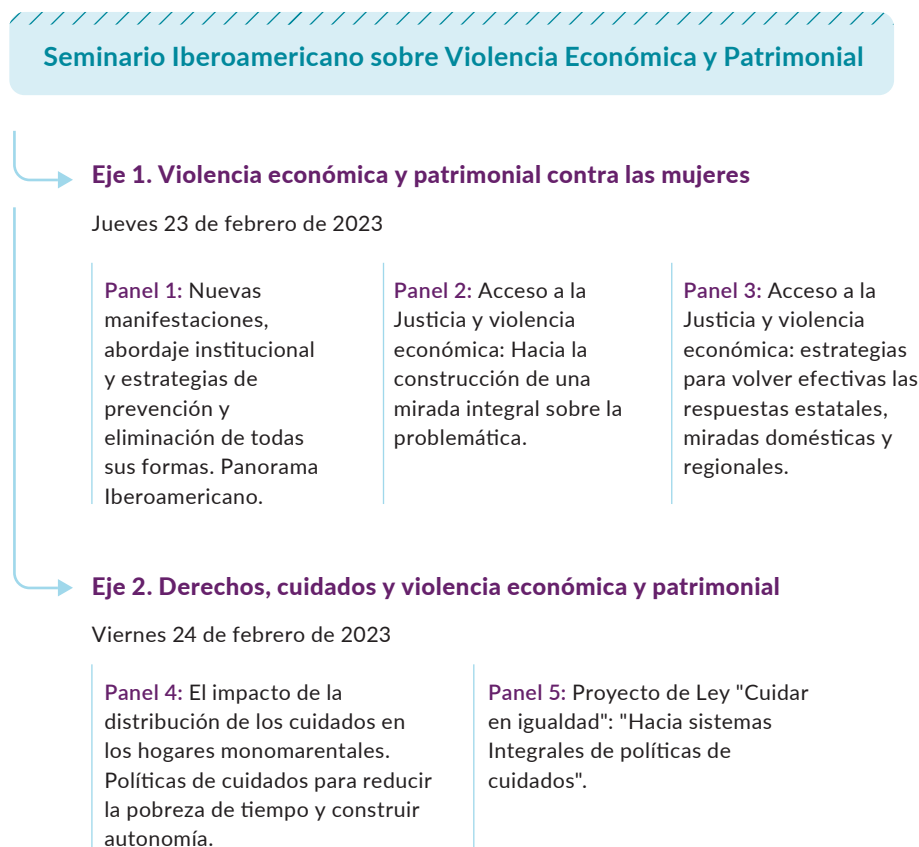 Seminario Iberoamericano sobre Violencia Económica y Patrimonial
Eje 1. Violencia económica y patrimonial contra las mujeres
Jueves 23 de febrero de 2023
Panel 1: Nuevas
manifestaciones,
abordaje institucional
y estrategias de
prevención y
eliminación de todas
sus formas. Panorama
Iberoamericano.
Panel 2: Acceso a la
Justicia y violencia
económica: Hacia la
construcción de una
mirada integral sobre la
problemática.
Panel 3: Acceso a la
Justicia y violencia
económica: estrategias
para volver efectivas las
respuestas estatales,
miradas domésticas y
regionales.
Eje 2. Derechos, cuidados y violencia económica y patrimonial
Viernes 24 de febrero de 2023
Panel 4: El impacto de la
distribución de los cuidados en
los hogares monomarentales.
Políticas de cuidados para reducir
la pobreza de tiempo y construir
autonomía.
Panel 5: Proyecto de Ley "Cuidar
en igualdad": "Hacia sistemas
Integrales de políticas de
cuidados".